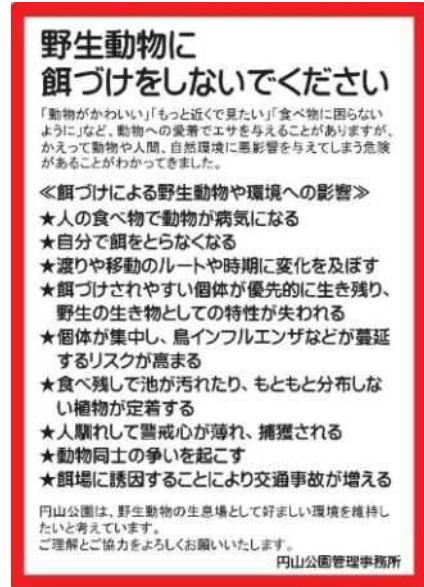 野生動物に
餌づけをしないでください
「動物がかわいい」「もっと近くで見たい」「食べ物に困らない
ように」など、動物への愛着でエサを与えることがありますが、
かえって動物や人間、自然環境に悪影響を与えてしまう危険
があることがわかってきました。
≪餌づけによる野生動物や環境への影響≫
★人の食べ物で動物が病気になる
★自分で餌をとらなくなる
★渡りや移動のルートや時期に変化を及ぼす
★餌づけされやすい個体が優先的に生き残り、
野生の生き物としての特性が失われる
★個体が集中し、鳥インフルエンザなどが蔓延
するリスクが高まる
★食べ残しで池が汚れたり、もともと分布しな
い植物が定着する
★人馴れして警戒心が薄れ、捕獲される
★動物同士の争いを起こす
★餌場に誘因することにより交通事故が増える
円山公園は、野生動物の生息場として好ましい環境を維持し
たいと考えています。
ご理解とご協力をよろしくお願いいたします。
円山公園管理事務所